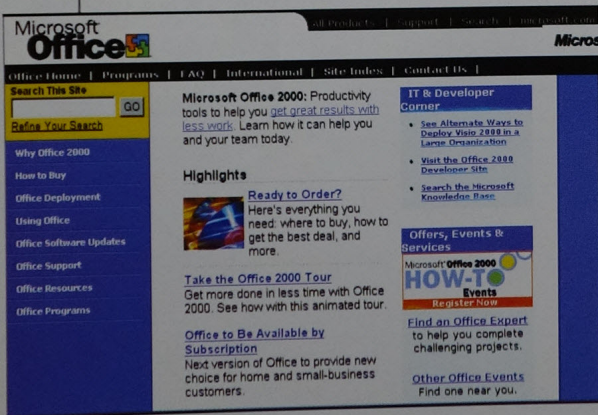 Microsoft
Office
all Products | Support | Search | microsoft.com
Micros
Office Home | Programs | FAQ | International | Site Index | Contact Us |
Search This Site
GO
Refine Your Search
Why Office 2000
How to Buy
Office Deployment
Using Office
Office Software Updates
Office Support
Office Resources
Office Programs
Microsoft Office 2000: Productivity
tools to help you get great results with
less work. Learn how it can help you
and your team today.
Highlights
Ready to Order?
Here's everything you
need: where to buy, how to
get the best deal, and
more.
Take the Office 2000 Tour
Get more done in less time with Office
2000. See how with this animated tour.
Office to Be Available by
Subscription
Next version of Office to provide new
choice for home and small-business
customers.
IT & Developer
Corner
• See Alternate Ways to
Deploy Visio 2000 in a
Large Organization
• Visit the Office 2000
Developer Site
• Search the Microsoft
Knowledge Base
Offers, Events &
Services
Microsoft Office 2000
HOW-TO
Events
Register Now
Find an Office Expert
to help you complete
challenging projects.
Other Office Events
Find one near you.